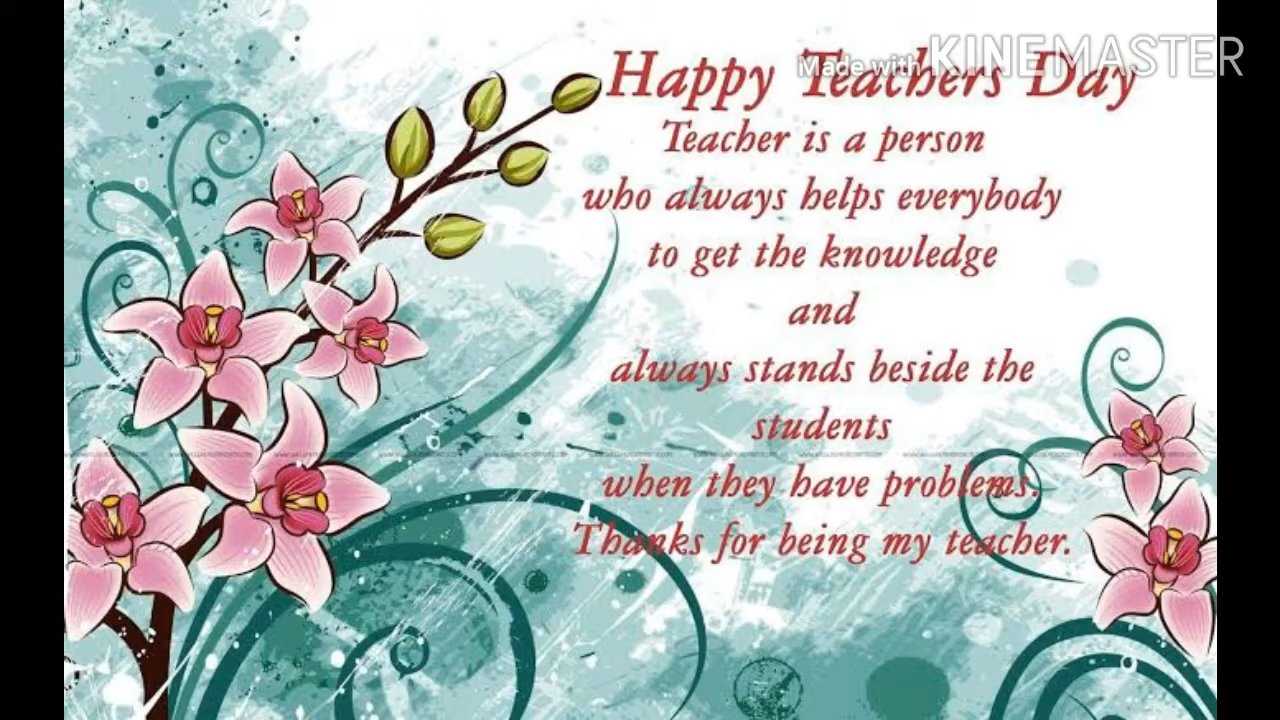 Made with KINEMASTER
Happy Teachers Day
Teacher is a person
who always helps everybody
to get the knowledge
and
always stands beside the
students
when they have problems.
Thanks for being my teacher.